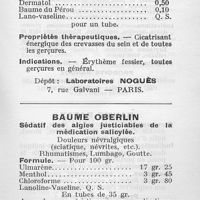 Dermatol 0,50
Baume du Pérou 0,10
Lano-vaseline Q. S.
pour un tube.
Propriétés thérapeutiques. — Cicatrisant
énergique des crevasses du sein et de toutes
les gerçures.
Indications. — Érythème fessier, toutes
gerçures en général.
Dépôt : Laboratoires NOGUÈS
7, rue Galvani — PARIS.
BAUME OBERLIN
Sédatif des algies justiciables de la
médication salicylée.
Douleurs névralgiques
(sciatique, névrites, etc.).
Rhumatismes, Lumbago, Goutte.
Formule. — Pour 100 gr.
Ulmarène 17 gr. 25
Menthol 3 gr. 45
Chloroforme 3 gr. 80
Lanoline-Vaseline. Q. S.
En tubes de 35 gr.